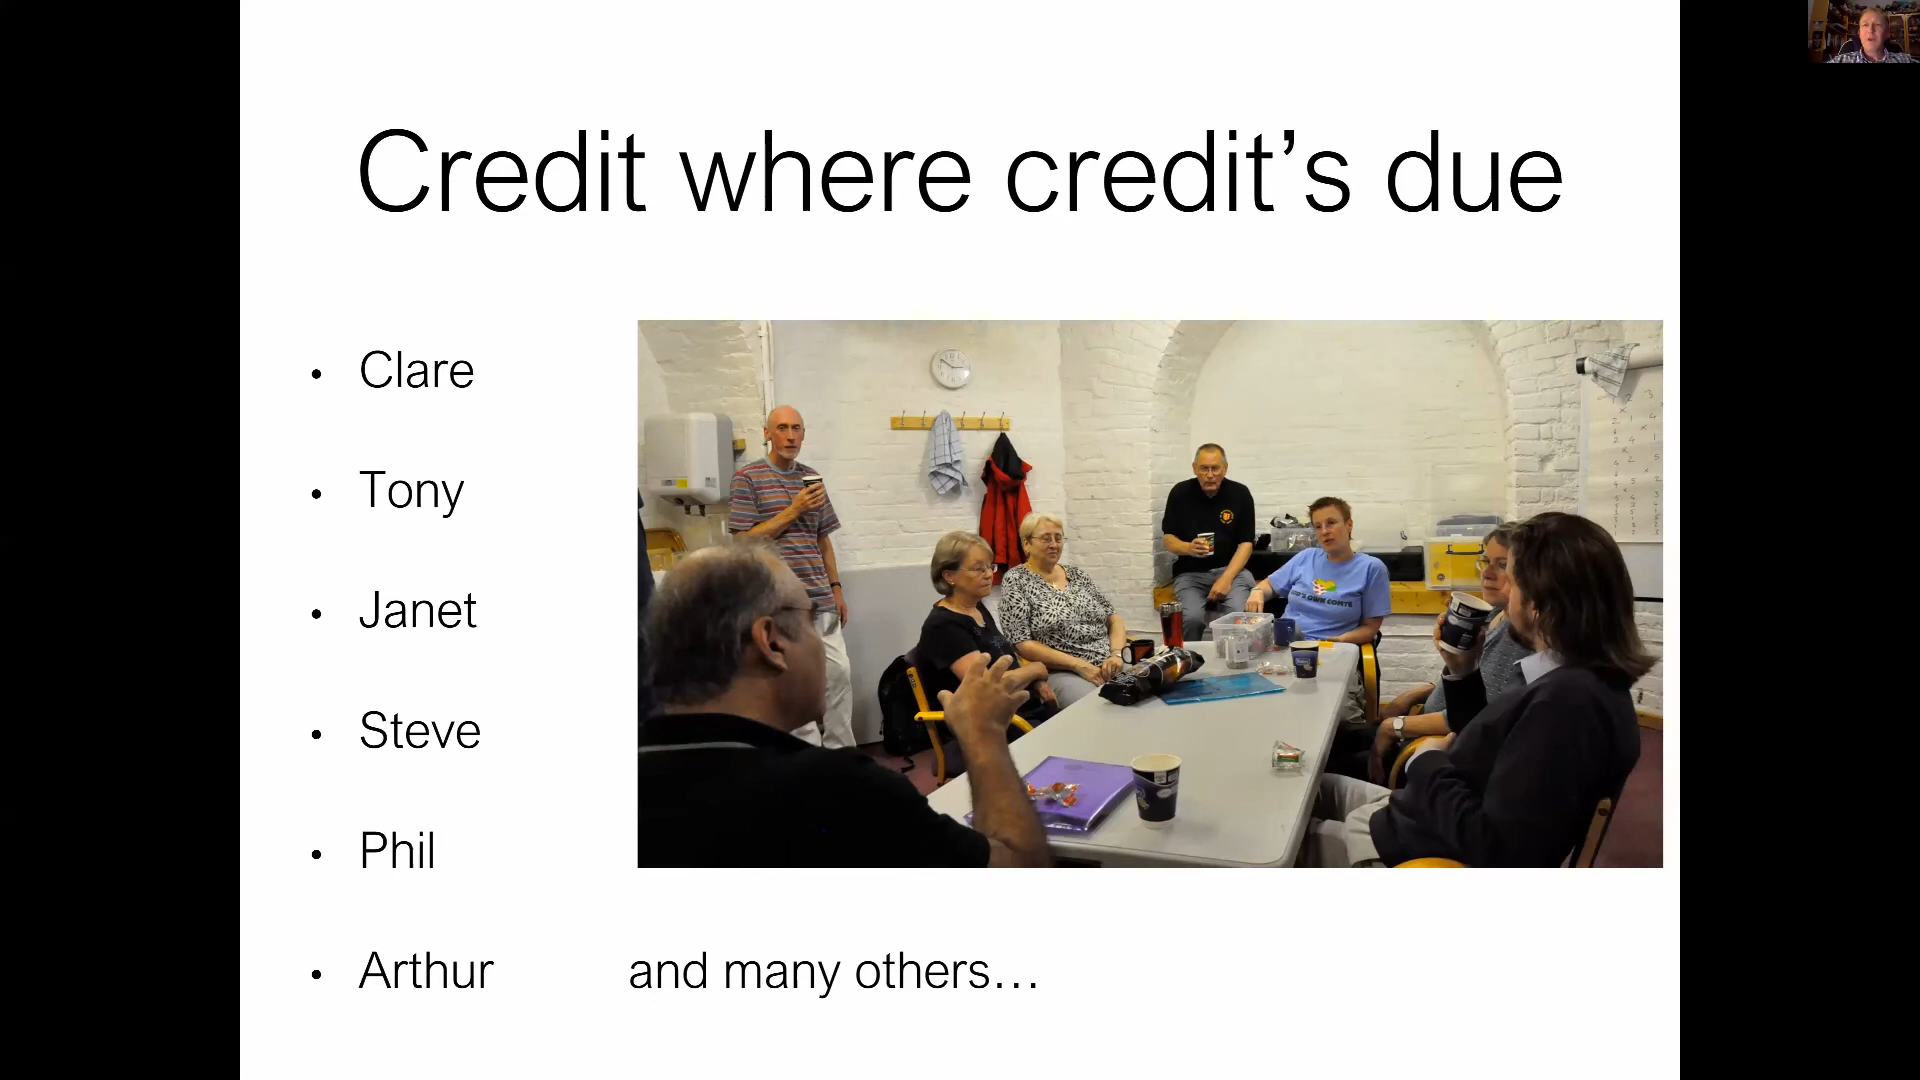 Credit where credit’s due
• Clare
• Tony
• Janet
• Steve
• Phil
• Arthur
and many others…